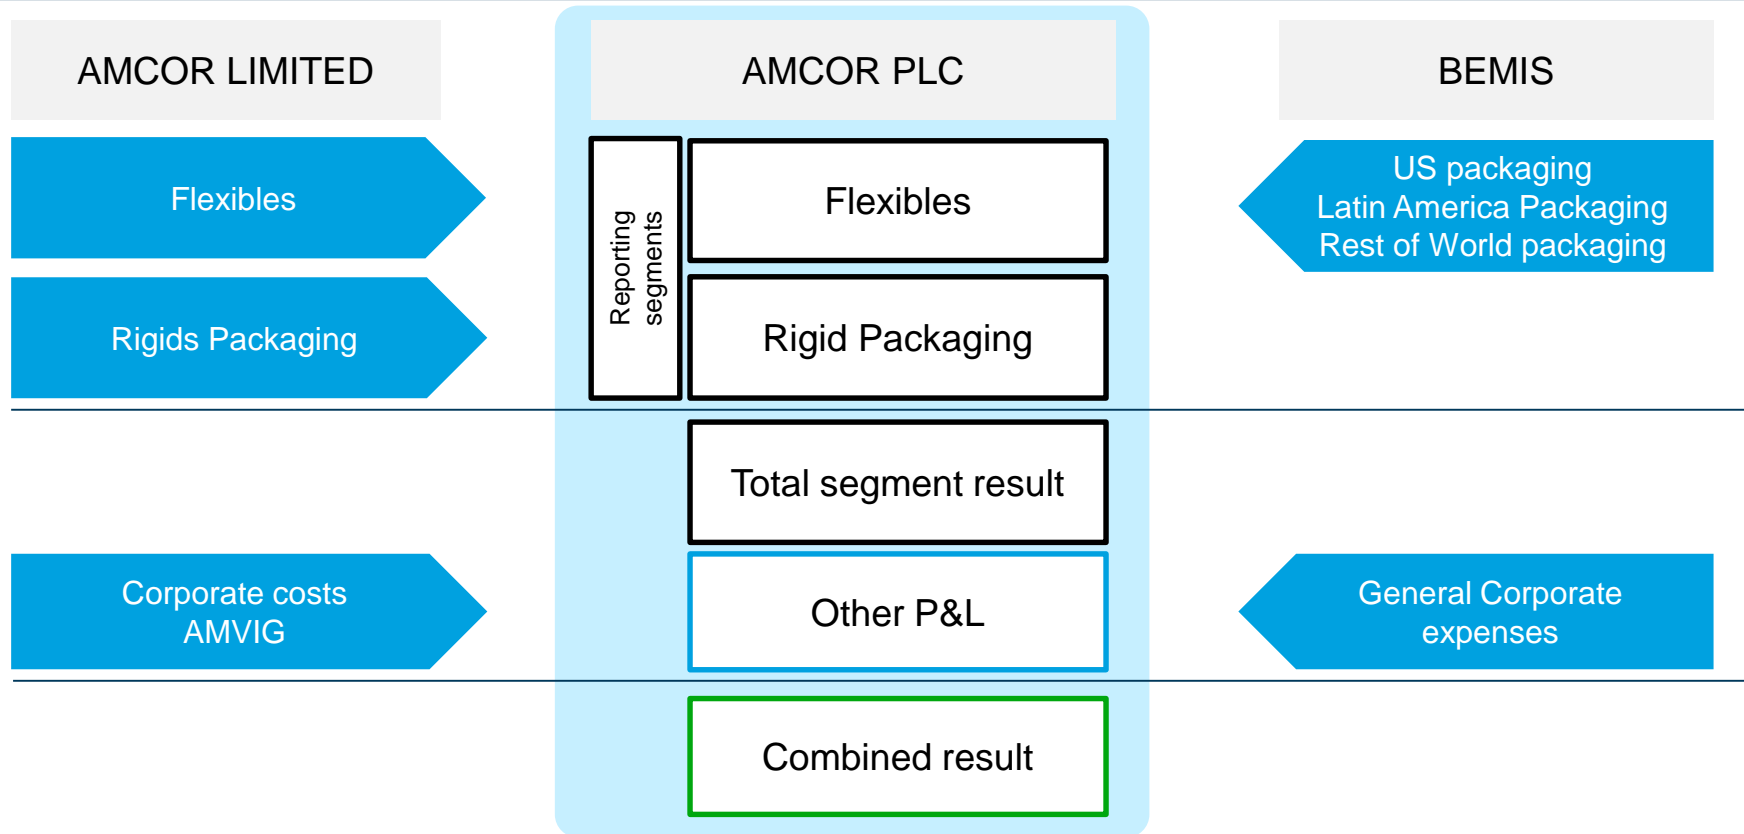 AMCOR LIMITED
AMCOR PLC
BEMIS
Flexibles
Reporting
segments
Flexibles
US packaging
Latin America Packaging
Rest of World packaging
Rigids Packaging
Rigid Packaging
Total segment result
Corporate costs
AMVIG
Other P&L
General Corporate
expenses
Combined result